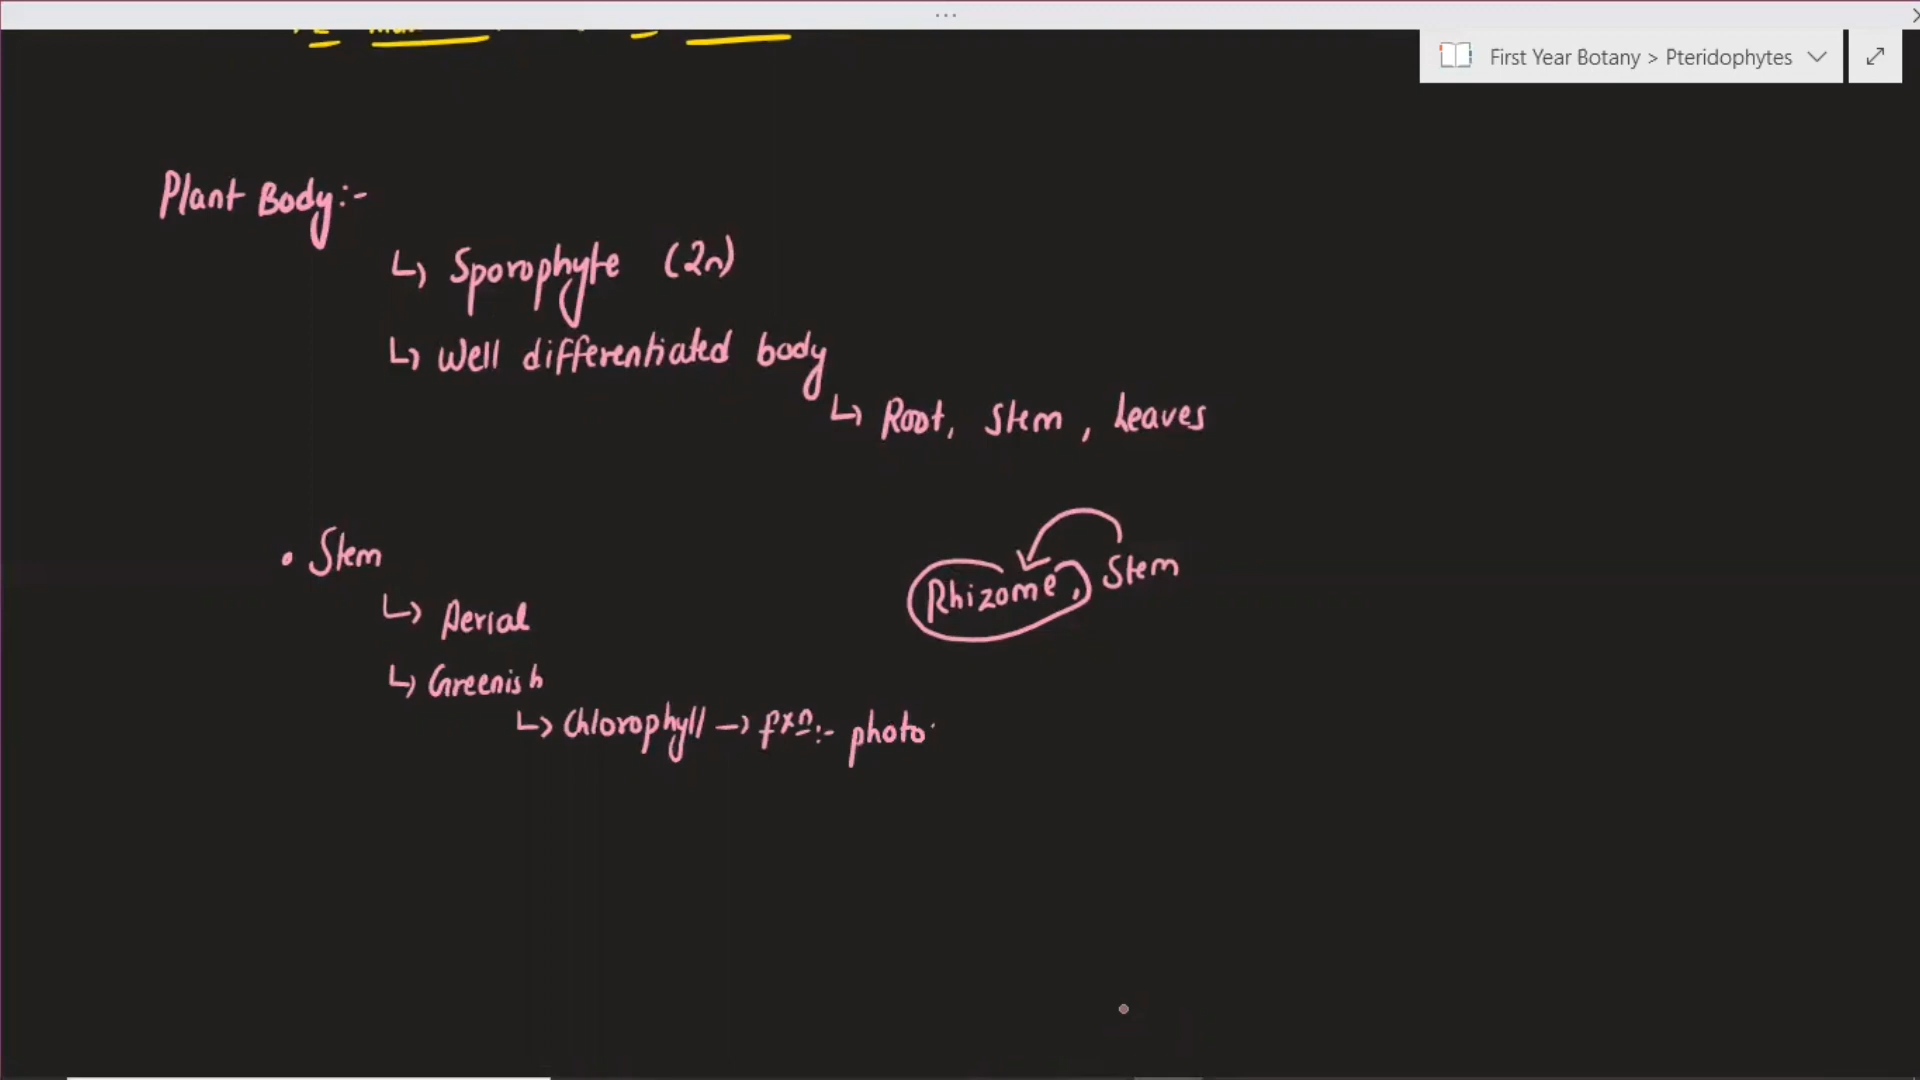 First Year Botany > Pteridophytes
Plant Body:-
↳ Sporophyte (2n)
↳ Well differentiated body
↳ Root, Stem, Leaves
• Stem
Rhizome, Stem
↳ Aerial
↳ Greenish
↳ Chlorophyll → fxn:- photo